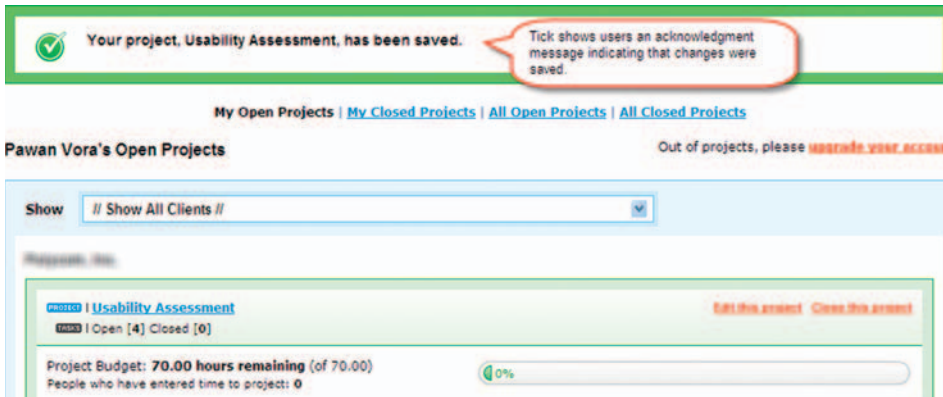 Your project, Usability Assessment, has been saved.
Tick shows users an acknowledgment
message indicating that changes were
saved.
My Open Projects | My Closed Projects | All Open Projects | All Closed Projects
Pawan Vora's Open Projects
Out of projects, please upgrade your accou
Show
// Show All Clients //
PROJECT | Usability Assessment
Edit this project Close this project
TASKS | Open [4] Closed [0]
Project Budget: 70.00 hours remaining (of 70.00)
0%
People who have entered time to project: 0